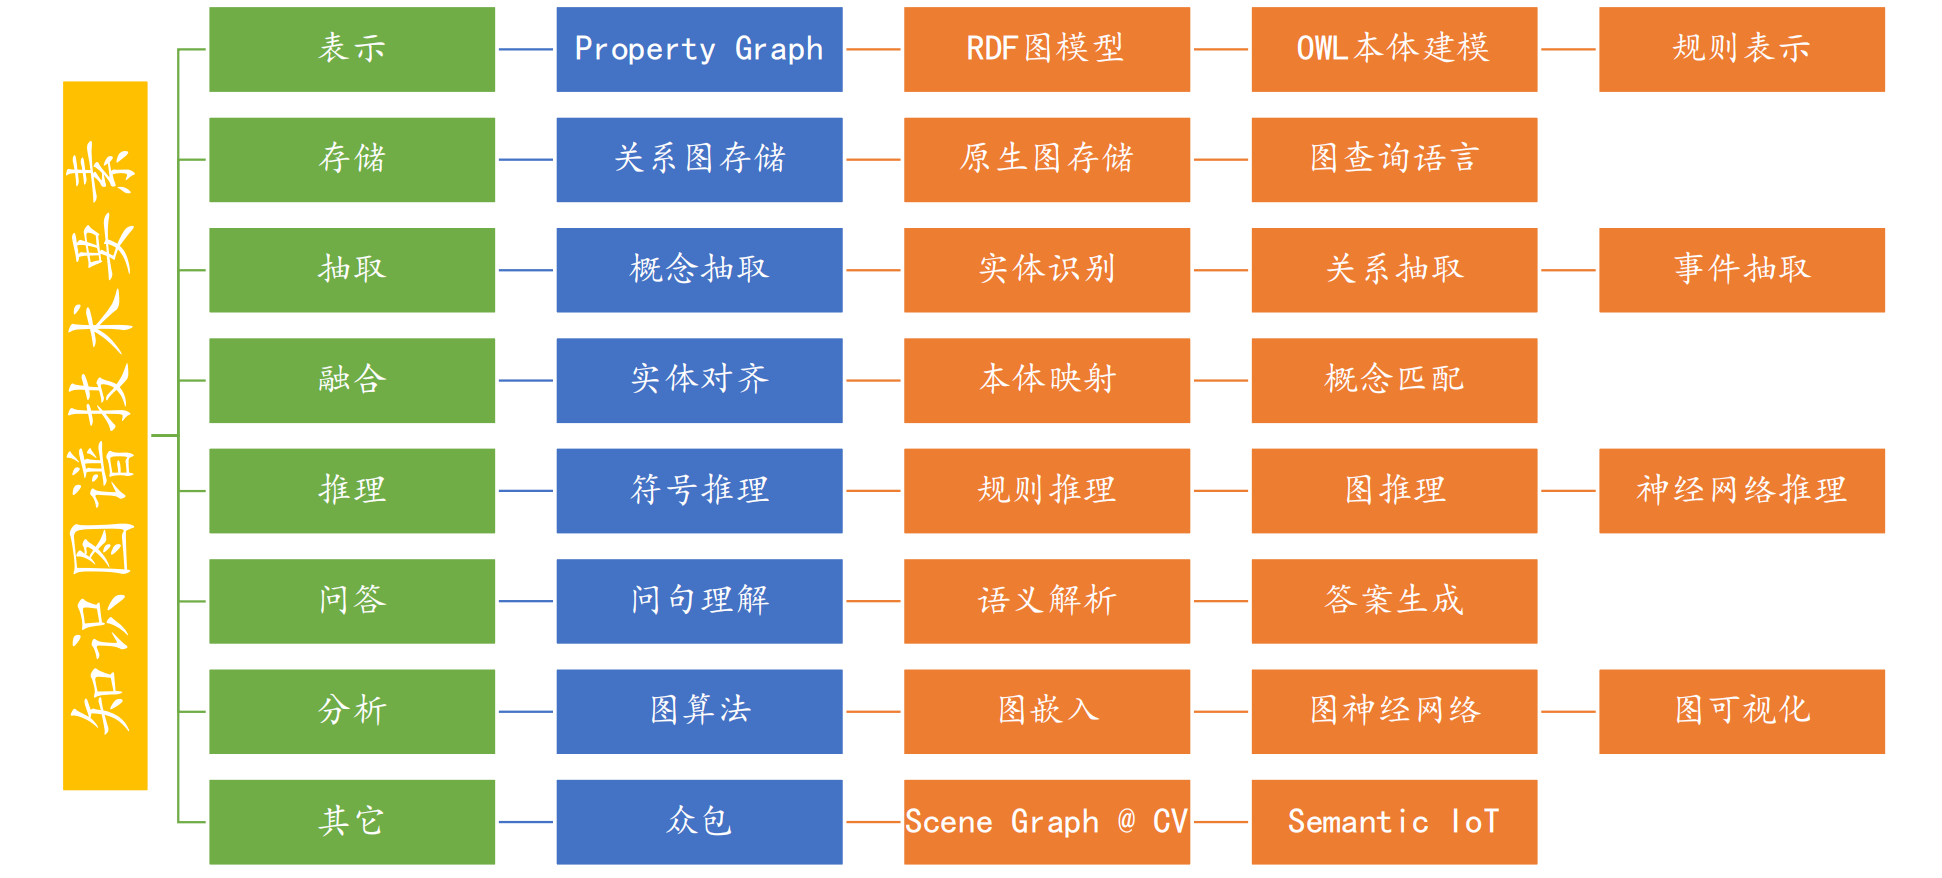 知识图谱技术要素
表示 Property Graph RDF图模型 OWL本体建模 规则表示
存储 关系图存储 原生图存储 图查询语言
抽取 概念抽取 实体识别 关系抽取 事件抽取
融合 实体对齐 本体映射 概念匹配
推理 符号推理 规则推理 图推理 神经网络推理
问答 问句理解 语义解析 答案生成
分析 图算法 图嵌入 图神经网络 图可视化
其它 众包 Scene Graph @ CV Semantic IoT